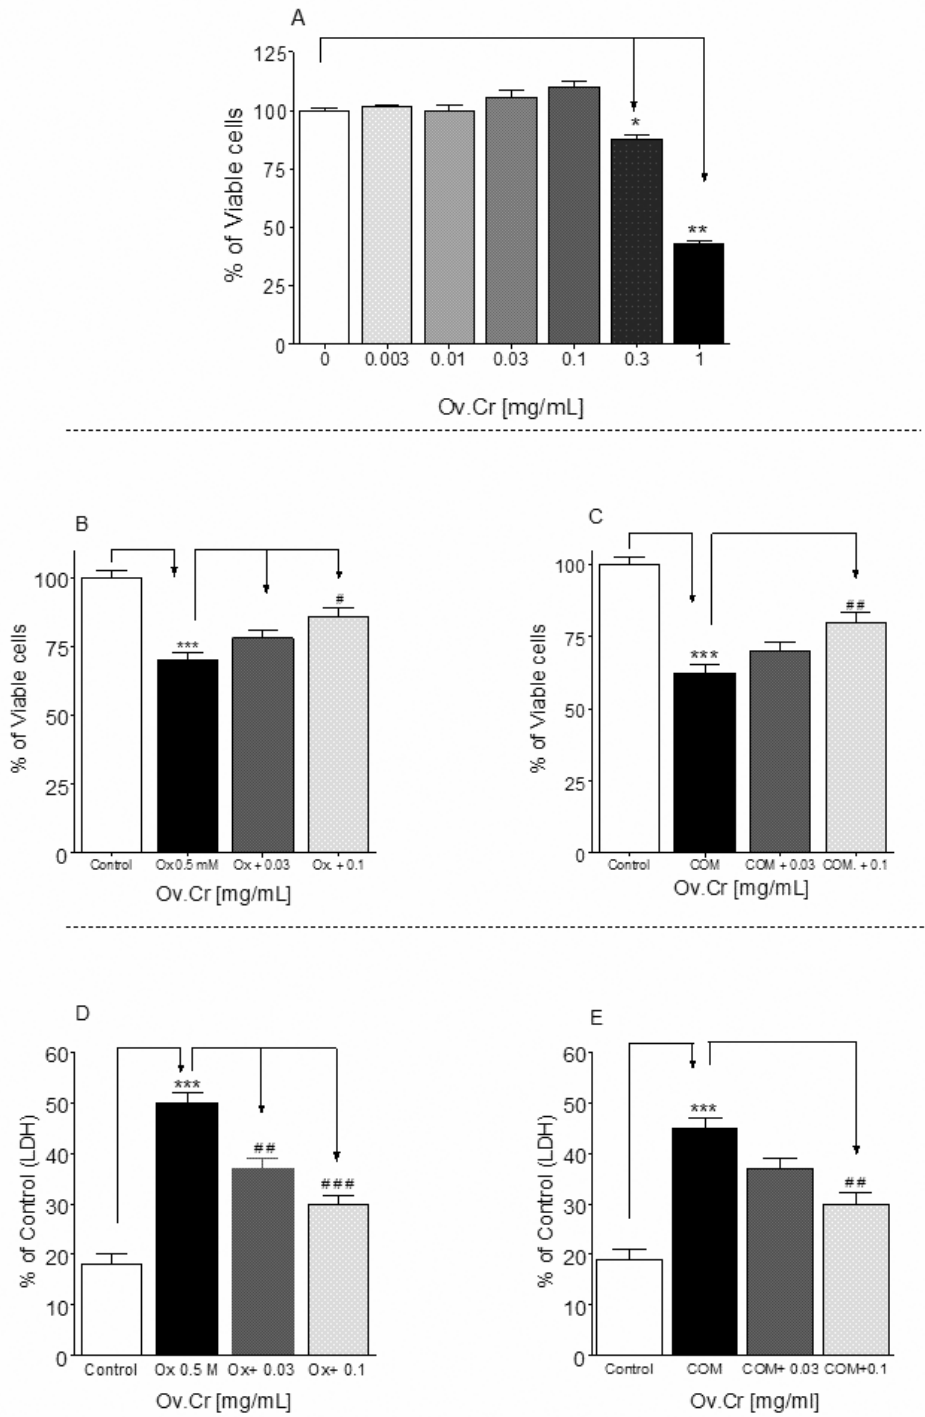 A
125
100
75
50
25
0
% of Viable cells
*
**
0 0.003 0.01 0.03 0.1 0.3 1
Ov.Cr [mg/mL]
B
100
75
50
25
0
% of Viable cells
***
#
Control Ox 0.5 mM Ox + 0.03 Ox. + 0.1
Ov.Cr [mg/mL]
C
100
75
50
25
0
% of Viable cells
***
##
Control COM COM + 0.03 COM. + 0.1
Ov.Cr [mg/mL]
D
60
50
40
30
20
10
0
% of Control (LDH)
***
##
###
Control Ox 0.5 M Ox+ 0.03 Ox+ 0.1
Ov.Cr [mg/mL]
E
60
50
40
30
20
10
0
% of Control (LDH)
***
##
Control COM COM+ 0.03 COM+0.1
Ov.Cr [mg/ml]